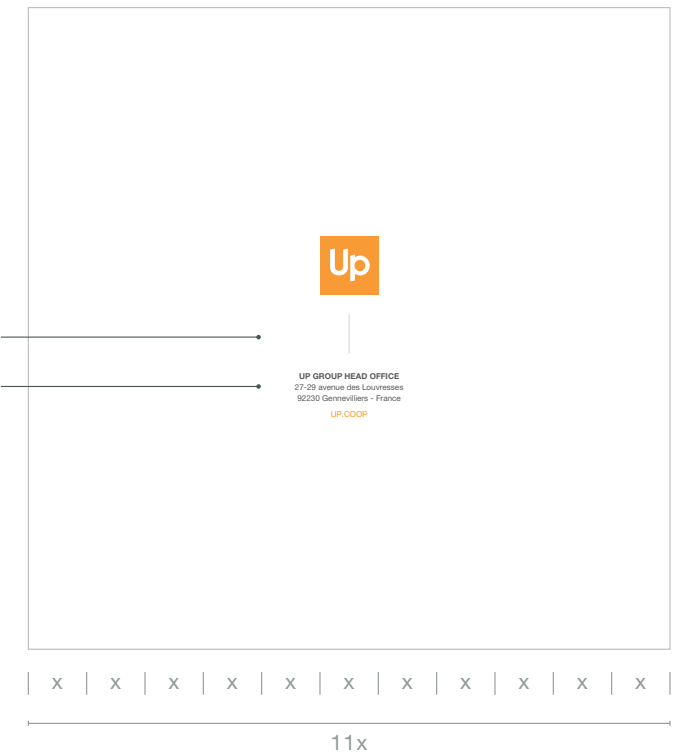 Up
UP GROUP HEAD OFFICE
27-29 avenue des Louvresses
92230 Gennevilliers - France
UP.COOP
x x x x x x x x x x x
11x